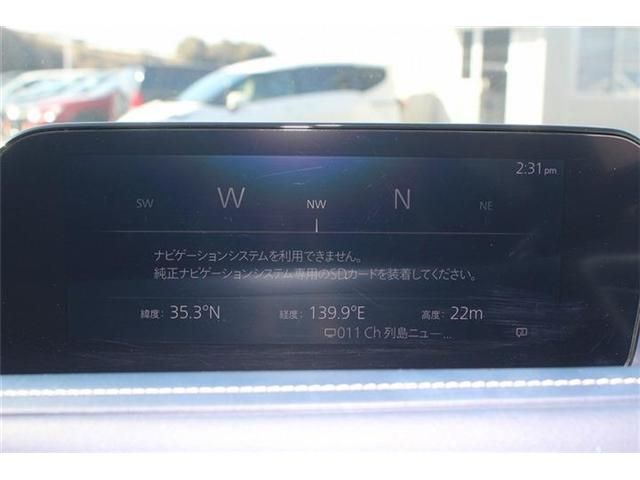 2:31pm
SW W NW N NE
ナビゲーションシステムを利用できません。
純正ナビゲーションシステム専用のSDカードを装着してください。
緯度: 35.3°N 経度: 139.9°E 高度: 22m
011 Ch 列島ニュー...